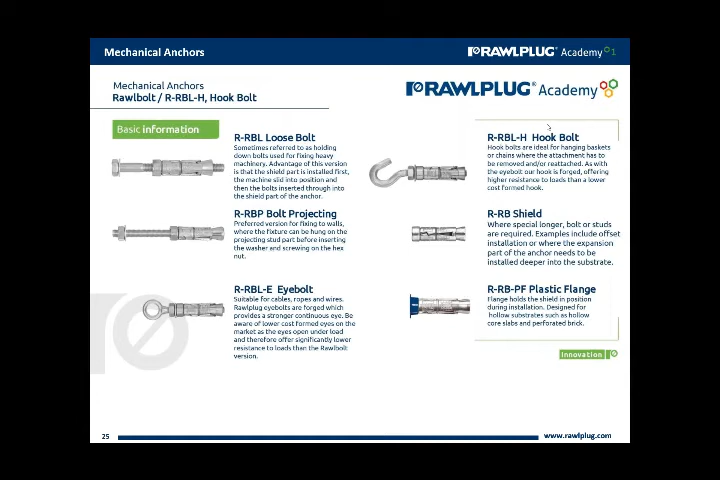 Mechanical Anchors
RAWLPLUG® Academy 1
Mechanical Anchors
Rawlbolt / R-RBL-H, Hook Bolt
RAWLPLUG® Academy
Basic information
R-RBL Loose Bolt
Sometimes referred to as holding
down bolts used for fixing heavy
machinery. Advantage of this version
is that the shield part is installed first,
the machine slid into position and
then the bolts inserted through into
the shield part of the anchor.
R-RBP Bolt Projecting
Preferred version for fixing to walls,
where the fixture can be hung on the
projecting stud part before inserting
the washer and screwing on the hex
nut.
R-RBL-E Eyebolt
Suitable for cables, ropes and wires.
Rawlplug eyebolts are forged which
provides a stronger continuous eye. Be
aware of lower cost formed eyes on the
market as the eyes open under load
and therefore offer significantly lower
resistance to loads than the Rawlbolt
version.
R-RBL-H Hook Bolt
Hook bolts are ideal for hanging baskets
or chains where the attachment has to
be removed and/or reattached. As with
the eyebolt our hook is forged, offering
higher resistance to loads than a lower
cost formed hook.
R-RB Shield
Where special longer, bolt or studs
are required. Examples include offset
installation or where the expansion
part of the anchor needs to be
installed deeper into the substrate.
R-RB-PF Plastic Flange
Flange holds the shield in position
during installation. Designed for
hollow substrates such as hollow
core slabs and perforated brick.
Innovation
25
www.rawlplug.com